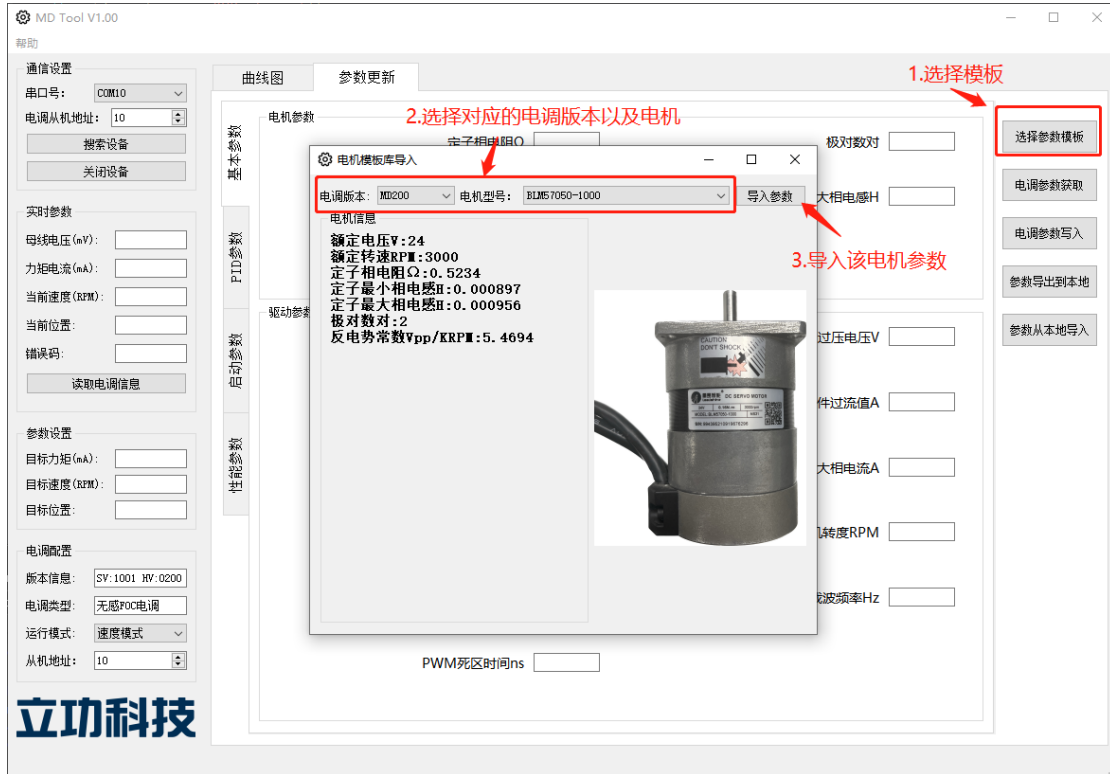 MD Tool V1.00
帮助
通信设置
串口号: COM10
电调从机地址: 10
搜索设备
关闭设备
实时参数
母线电压(mV):
力矩电流(mA):
当前速度(RPM):
当前位置:
错误码:
读取电调信息
参数设置
目标力矩(mA):
目标速度(RPM):
目标位置:
电调配置
版本信息: SV:1001 HV:0200
电调类型: 无感FOC电调
运行模式: 速度模式
从机地址: 10
立功科技
曲线图 参数更新
基本参数
PID参数
启动参数
性能参数
电机参数
定子相电阻Ω
极对数对
大相电感H
驱动参数
过压电压V
件过流值A
大相电流A
机转度RPM
载波频率Hz
PWM死区时间ns
1.选择模板
2.选择对应的电调版本以及电机
3.导入该电机参数
选择参数模板
电调参数获取
电调参数写入
参数导出到本地
参数从本地导入
电机模板库导入
电调版本: MD200 电机型号: BLM57050-1000 导入参数
电机信息
额定电压V:24
额定转速RPM:3000
定子相电阻Ω:0.5234
定子最小相电感H:0.000897
定子最大相电感H:0.000956
极对数对:2
反电势常数Vpp/KRPM:5.4694
CAUTION
DON'T SHOCK
DC SERVO MOTOR